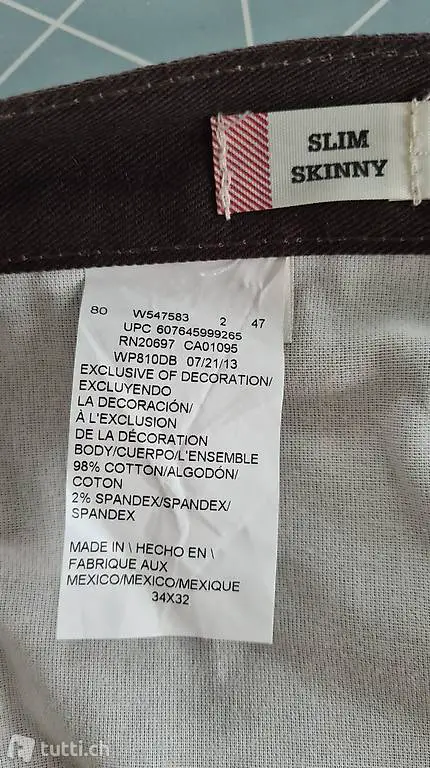 SLIM
SKINNY
80 W547583 2 47
UPC 607645999265
RN20697 CA01095
WP810DB 07/21/13
EXCLUSIVE OF DECORATION/
EXCLUYENDO
LA DECORACIÓN/
À L'EXCLUSION
DE LA DÉCORATION
BODY/CUERPO/L'ENSEMBLE
98% COTTON/ALGODÓN/
COTON
2% SPANDEX/SPANDEX/
SPANDEX
MADE IN \ HECHO EN \
FABRIQUE AUX
MEXICO/MEXICO/MEXIQUE
34X32
tutti.ch